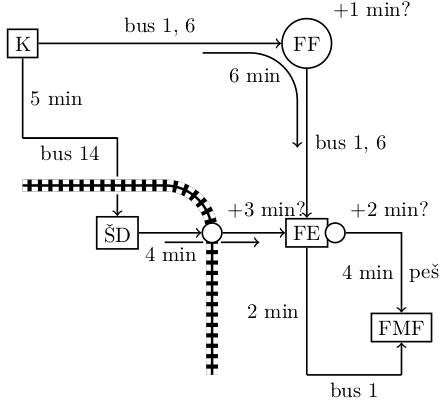 +1 min?
bus 1, 6
K
FF
6 min
5 min
bus 1, 6
bus 14
+3 min?
+2 min?
ŠD
FE
4 min
4 min
peš
2 min
FMF
bus 1